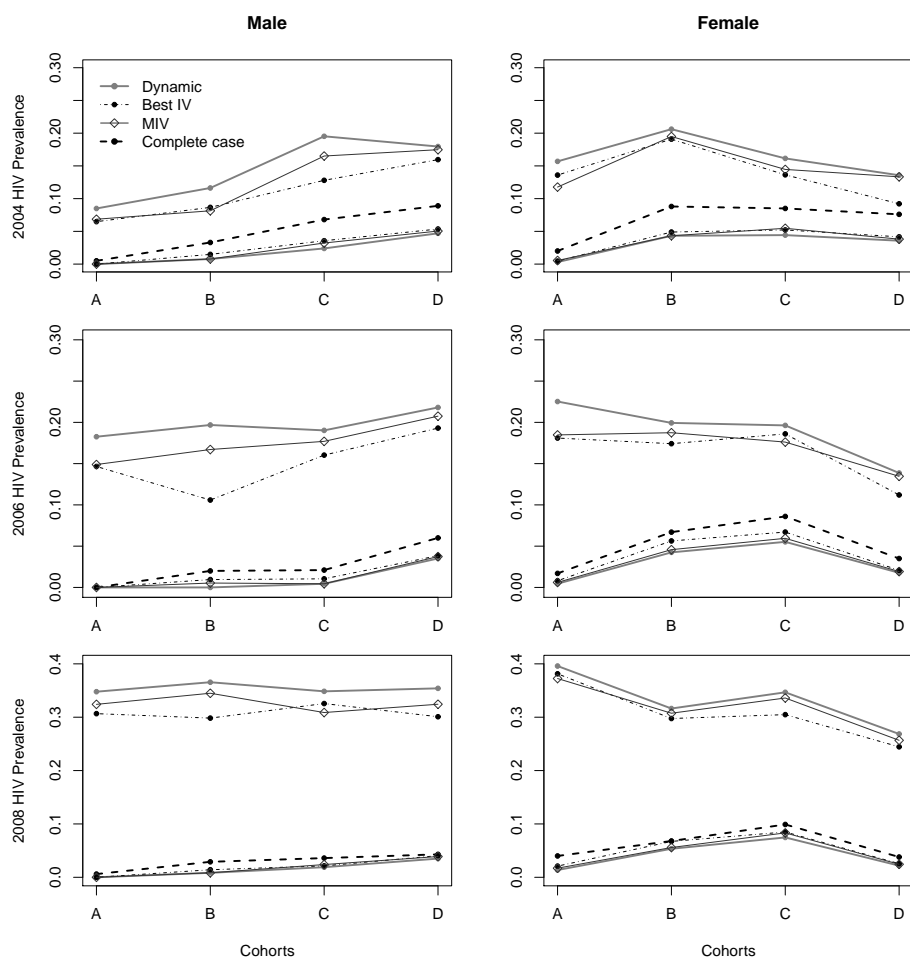 Male
Female
2004 HIV Prevalence
0.00 0.10 0.20 0.30
Dynamic
Best IV
MIV
Complete case
A B C D
0.00 0.10 0.20 0.30
A B C D
2006 HIV Prevalence
0.00 0.10 0.20 0.30
A B C D
0.00 0.10 0.20 0.30
A B C D
2008 HIV Prevalence
0.0 0.1 0.2 0.3 0.4
A B C D
Cohorts
0.0 0.1 0.2 0.3 0.4
A B C D
Cohorts